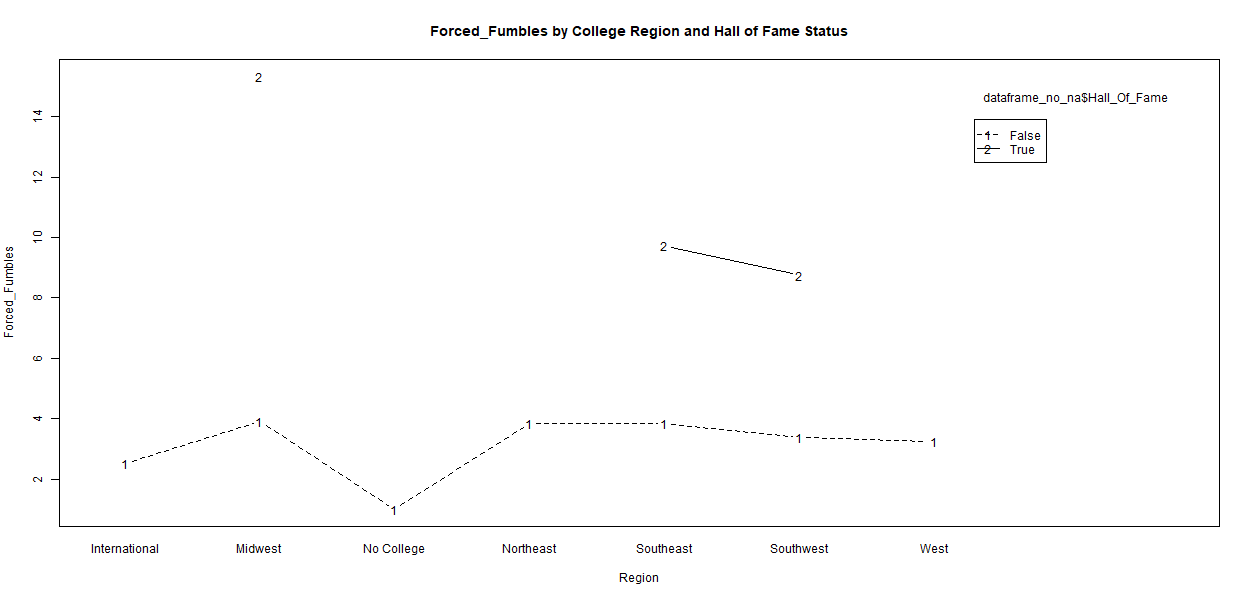 Forced_Fumbles by College Region and Hall of Fame Status
2
dataframe_no_na$Hall_Of_Fame
1 False
2 True
14
12
10
8
6
4
2
Forced_Fumbles
2
2
1
1
1
1
1
1
1
International Midwest No College Northeast Southeast Southwest West
Region